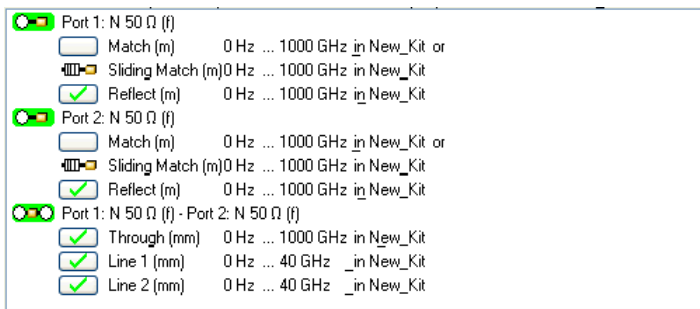 Port 1: N 50 Ω (f)
Match (m) 0 Hz ... 1000 GHz in New_Kit or
Sliding Match (m) 0 Hz ... 1000 GHz in New_Kit
Reflect (m) 0 Hz ... 1000 GHz in New_Kit
Port 2: N 50 Ω (f)
Match (m) 0 Hz ... 1000 GHz in New_Kit or
Sliding Match (m) 0 Hz ... 1000 GHz in New_Kit
Reflect (m) 0 Hz ... 1000 GHz in New_Kit
Port 1: N 50 Ω (f) - Port 2: N 50 Ω (f)
Through (mm) 0 Hz ... 1000 GHz in New_Kit
Line 1 (mm) 0 Hz ... 40 GHz _in New_Kit
Line 2 (mm) 0 Hz ... 40 GHz _in New_Kit